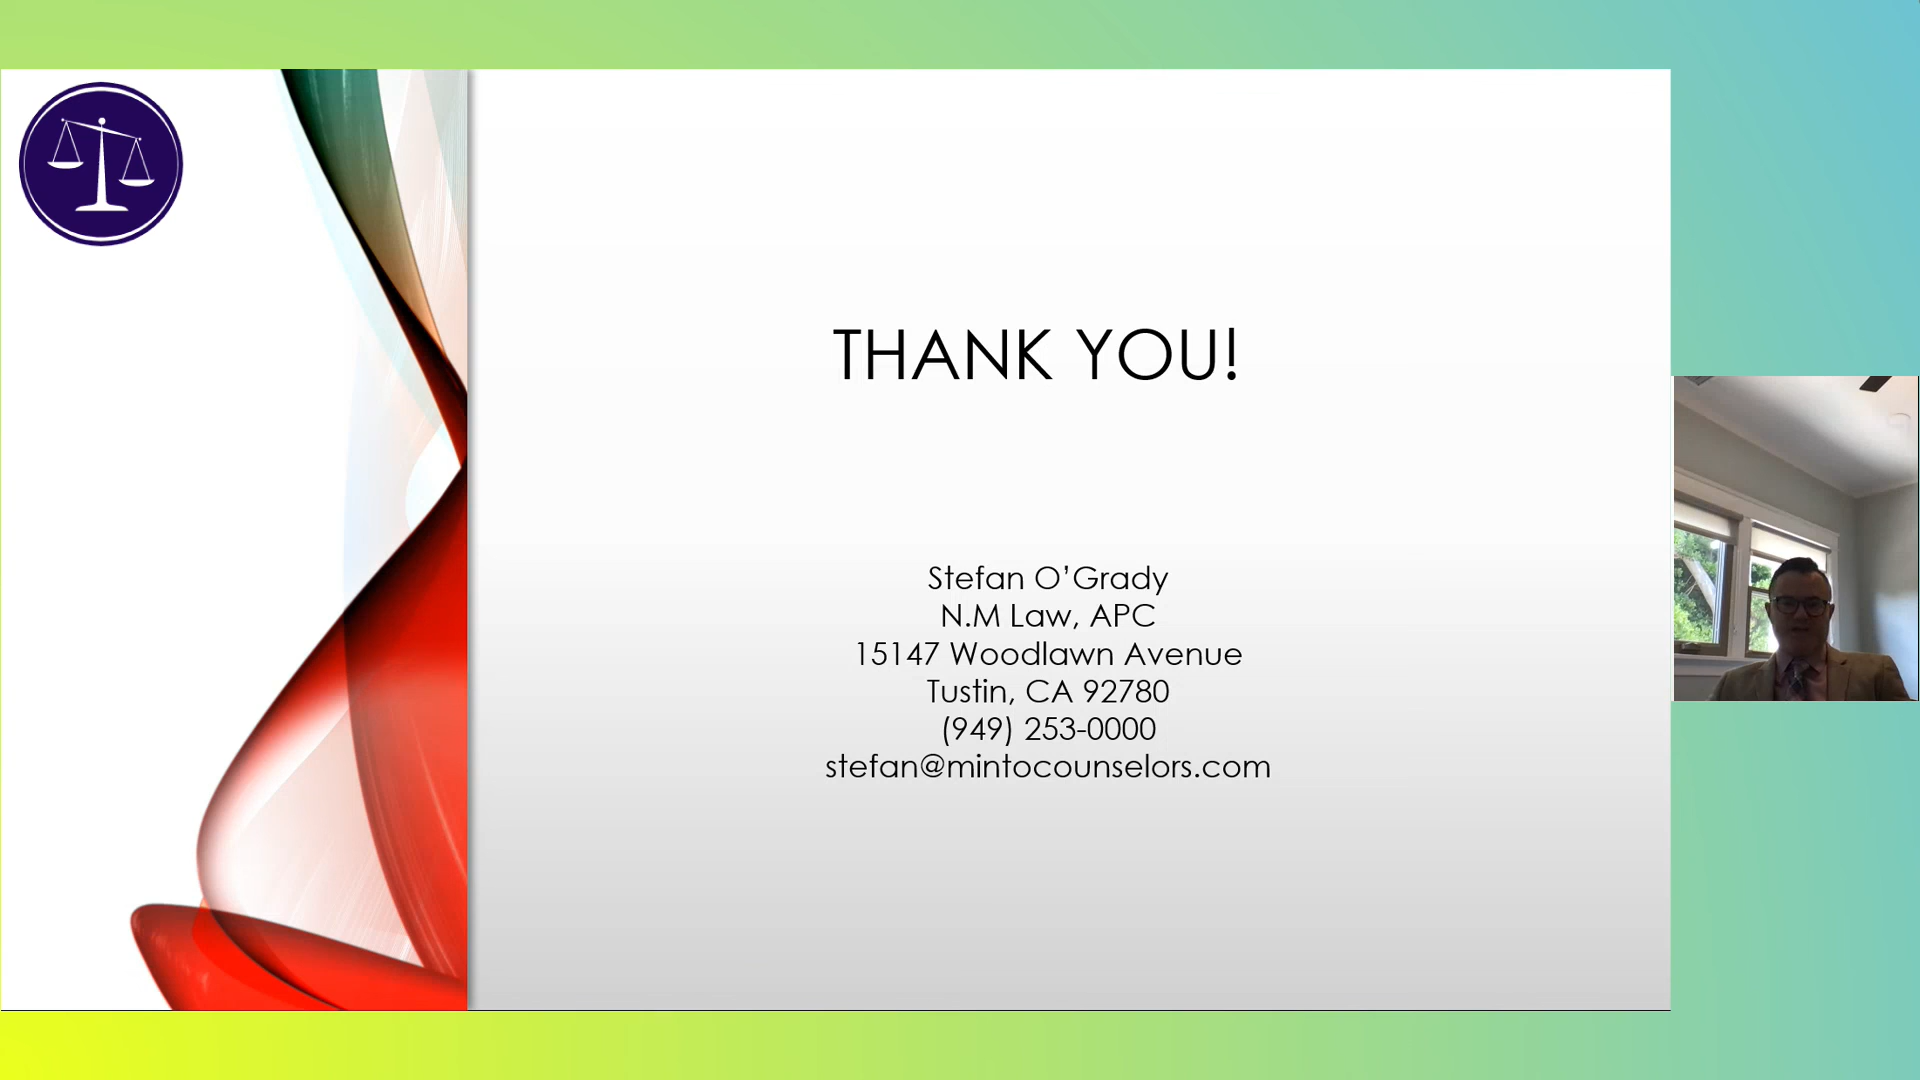 THANK YOU!
Stefan O’Grady
N.M Law, APC
15147 Woodlawn Avenue
Tustin, CA 92780
(949) 253-0000
stefan@mintocounselors.com